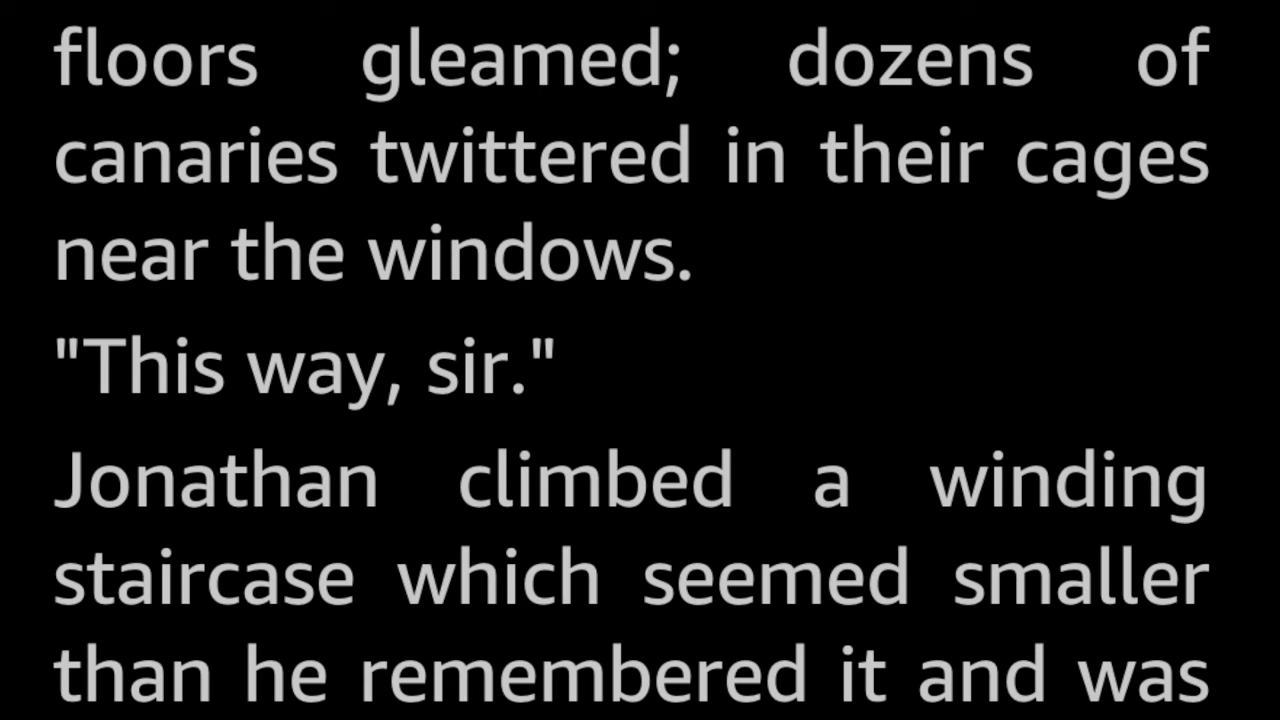 floors gleamed; dozens of
canaries twittered in their cages
near the windows.
"This way, sir."
Jonathan climbed a winding
staircase which seemed smaller
than he remembered it and was